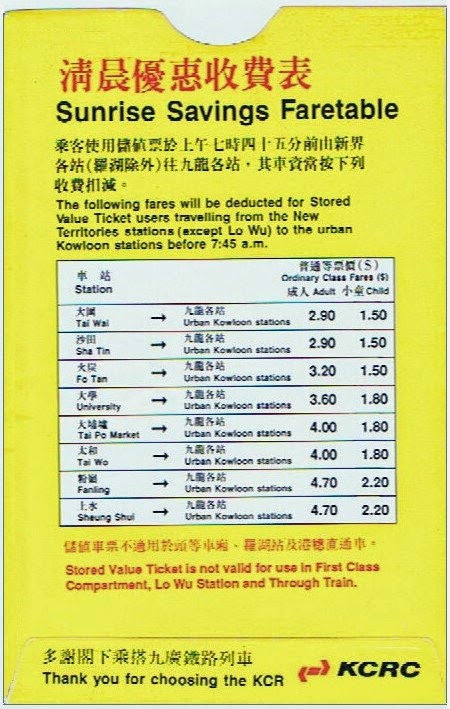 清晨優惠收費表
Sunrise Savings Faretable
乘客使用儲值票於上午七時四十五分前由新界
各站(羅湖除外)往九龍各站，其車資當按下列
收費扣減。
The following fares will be deducted for Stored
Value Ticket users travelling from the New
Territories stations (except Lo Wu) to the urban
Kowloon stations before 7:45 a.m.
車 站 普通等票價($)
Station Ordinary Class Fares ($)
成人 Adult 小童 Child
大圍 九龍各站
Tai Wai → Urban Kowloon stations 2.90 1.50
沙田 九龍各站
Sha Tin → Urban Kowloon stations 2.90 1.50
火炭 九龍各站
Fo Tan → Urban Kowloon stations 3.20 1.50
大學 九龍各站
University → Urban Kowloon stations 3.60 1.80
大埔墟 九龍各站
Tai Po Market → Urban Kowloon stations 4.00 1.80
太和 九龍各站
Tai Wo → Urban Kowloon stations 4.00 1.80
粉嶺 九龍各站
Fanling → Urban Kowloon stations 4.70 2.20
上水 九龍各站
Sheung Shui → Urban Kowloon stations 4.70 2.20
儲值車票不適用於頭等車廂、羅湖站及港穗直通車。
Stored Value Ticket is not valid for use in First Class
Compartment, Lo Wu Station and Through Train.
多謝閣下乘搭九廣鐵路列車
Thank you for choosing the KCR
KCRC